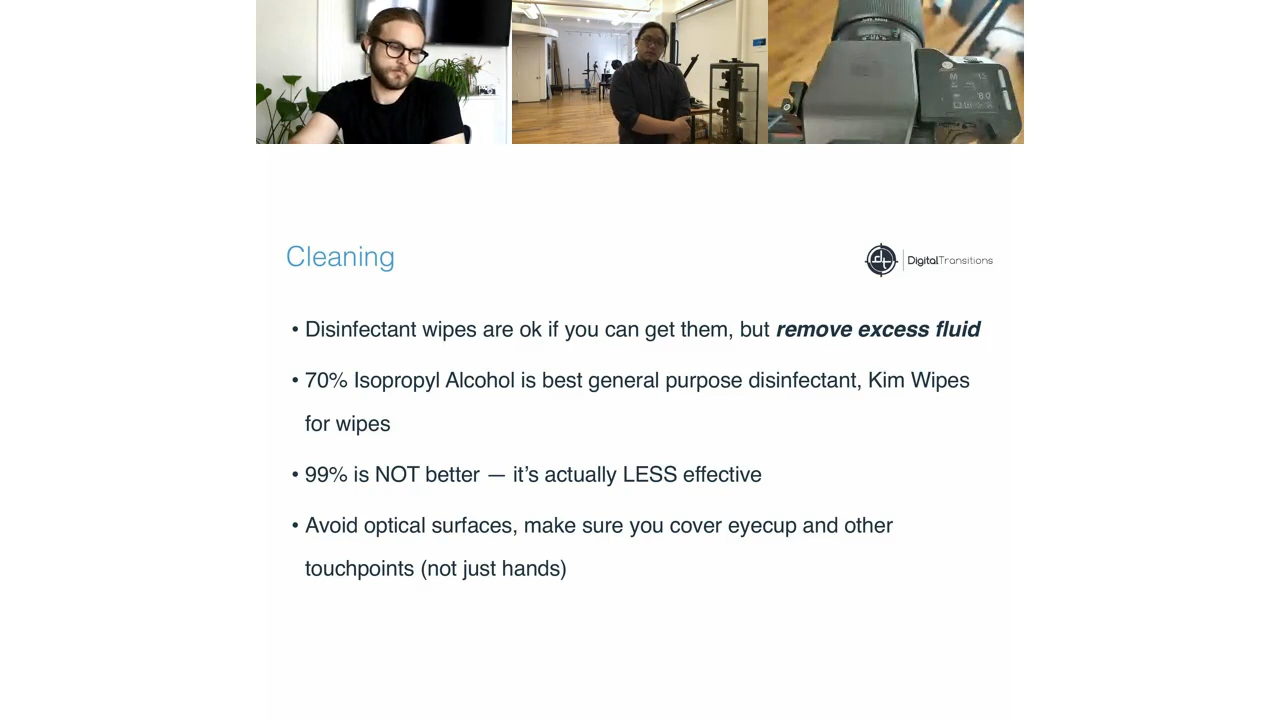 Cleaning
dt DigitalTransitions
• Disinfectant wipes are ok if you can get them, but remove excess fluid
• 70% Isopropyl Alcohol is best general purpose disinfectant, Kim Wipes
for wipes
• 99% is NOT better — it’s actually LESS effective
• Avoid optical surfaces, make sure you cover eyecup and other
touchpoints (not just hands)